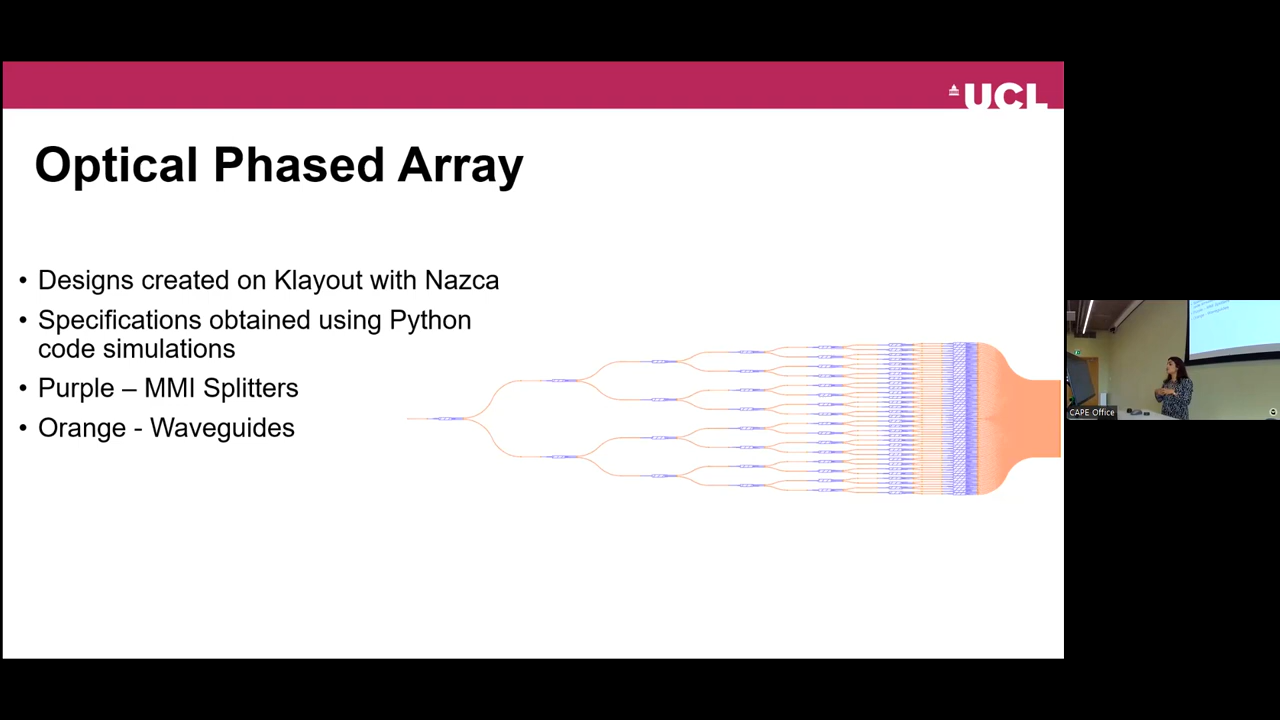 UCL
Optical Phased Array
• Designs created on Klayout with Nazca
• Specifications obtained using Python
code simulations
• Purple – MMI Splitters
• Orange - Waveguides
CAPE Office